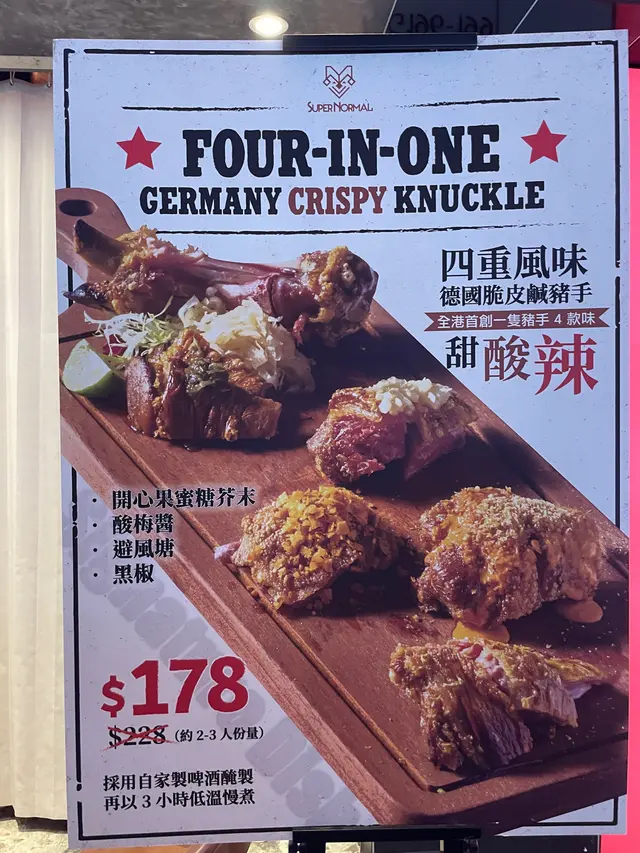 SUPERNORMAL
FOUR-IN-ONE
GERMANY CRISPY KNUCKLE
四重風味
德國脆皮鹹豬手
全港首創一隻豬手 4 款味
甜酸辣
· 開心果蜜糖芥末
· 酸梅醬
· 避風塘
· 黑椒
$178
$228 (約 2-3 人份量)
採用自家製啤酒醃製
再以 3 小時低溫慢煮